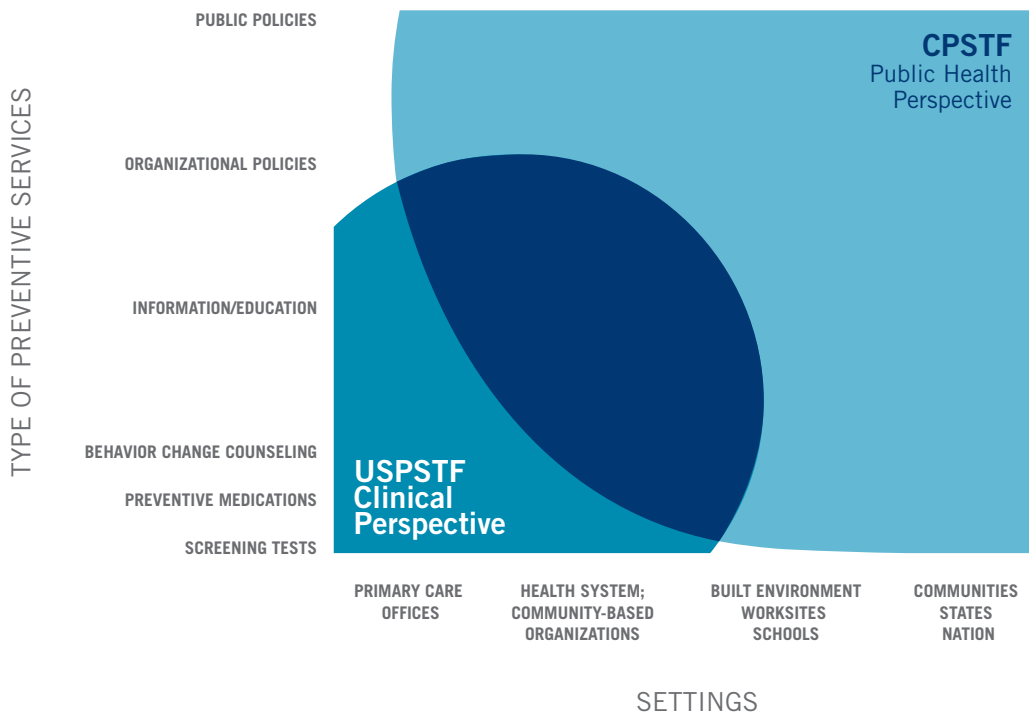 PUBLIC POLICIES
CPSTF
Public Health
Perspective
TYPE OF PREVENTIVE SERVICES
ORGANIZATIONAL POLICIES
INFORMATION/EDUCATION
BEHAVIOR CHANGE COUNSELING
PREVENTIVE MEDICATIONS
SCREENING TESTS
USPSTF
Clinical
Perspective
PRIMARY CARE
OFFICES
HEALTH SYSTEM;
COMMUNITY-BASED
ORGANIZATIONS
BUILT ENVIRONMENT
WORKSITES
SCHOOLS
COMMUNITIES
STATES
NATION
SETTINGS